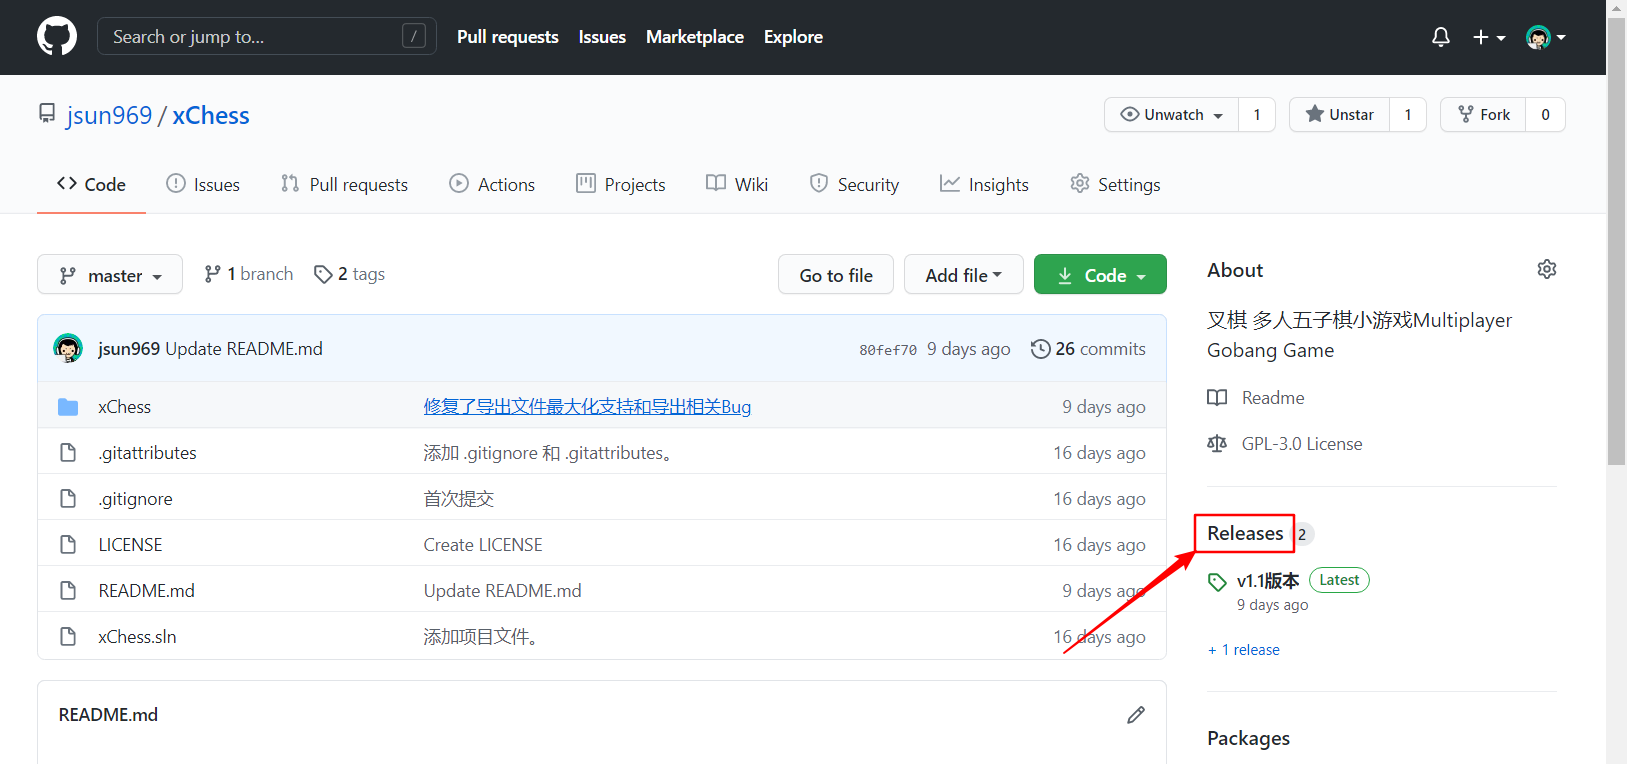 Search or jump to... / Pull requests Issues Marketplace Explore
jsun969 / xChess Unwatch 1 Unstar 1 Fork 0
Code Issues Pull requests Actions Projects Wiki Security Insights Settings
master 1 branch 2 tags Go to file Add file Code
jsun969 Update README.md 80fef70 9 days ago 26 commits
xChess 修复了导出文件最大化支持和导出相关Bug 9 days ago
.gitattributes 添加 .gitignore 和 .gitattributes。 16 days ago
.gitignore 首次提交 16 days ago
LICENSE Create LICENSE 16 days ago
README.md Update README.md 9 days ago
xChess.sln 添加项目文件。 16 days ago
README.md
About
叉棋 多人五子棋小游戏Multiplayer
Gobang Game
Readme
GPL-3.0 License
Releases 2
v1.1版本 Latest
9 days ago
+ 1 release
Packages